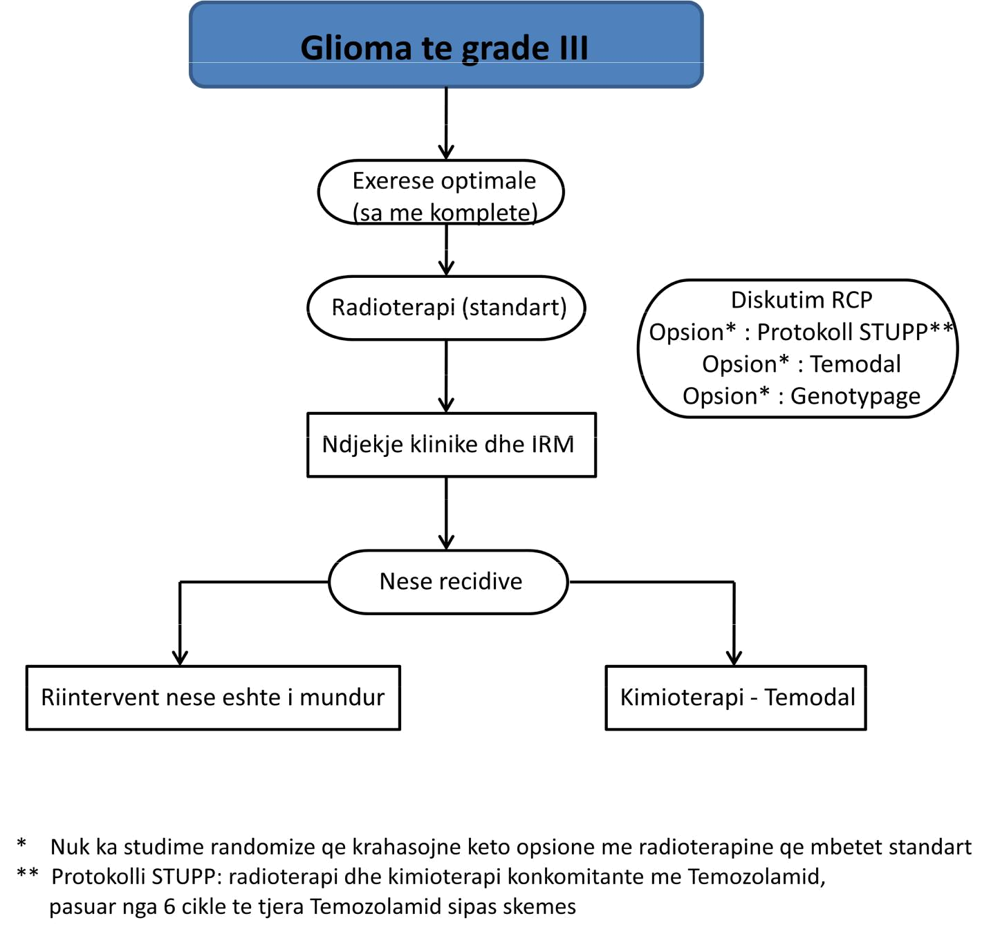 Glioma te grade III
Exerese optimale
(sa me komplete)
Radioterapi (standart)
Diskutim RCP
Opsion* : Protokoll STUPP**
Opsion* : Temodal
Opsion* : Genotypage
Ndjekje klinike dhe IRM
Nese recidive
Riintervent nese eshte i mundur
Kimioterapi - Temodal
* Nuk ka studime randomize qe krahasojne keto opsione me radioterapine qe mbetet standart
** Protokolli STUPP: radioterapi dhe kimioterapi konkomitante me Temozolamid,
pasuar nga 6 cikle te tjera Temozolamid sipas skemes